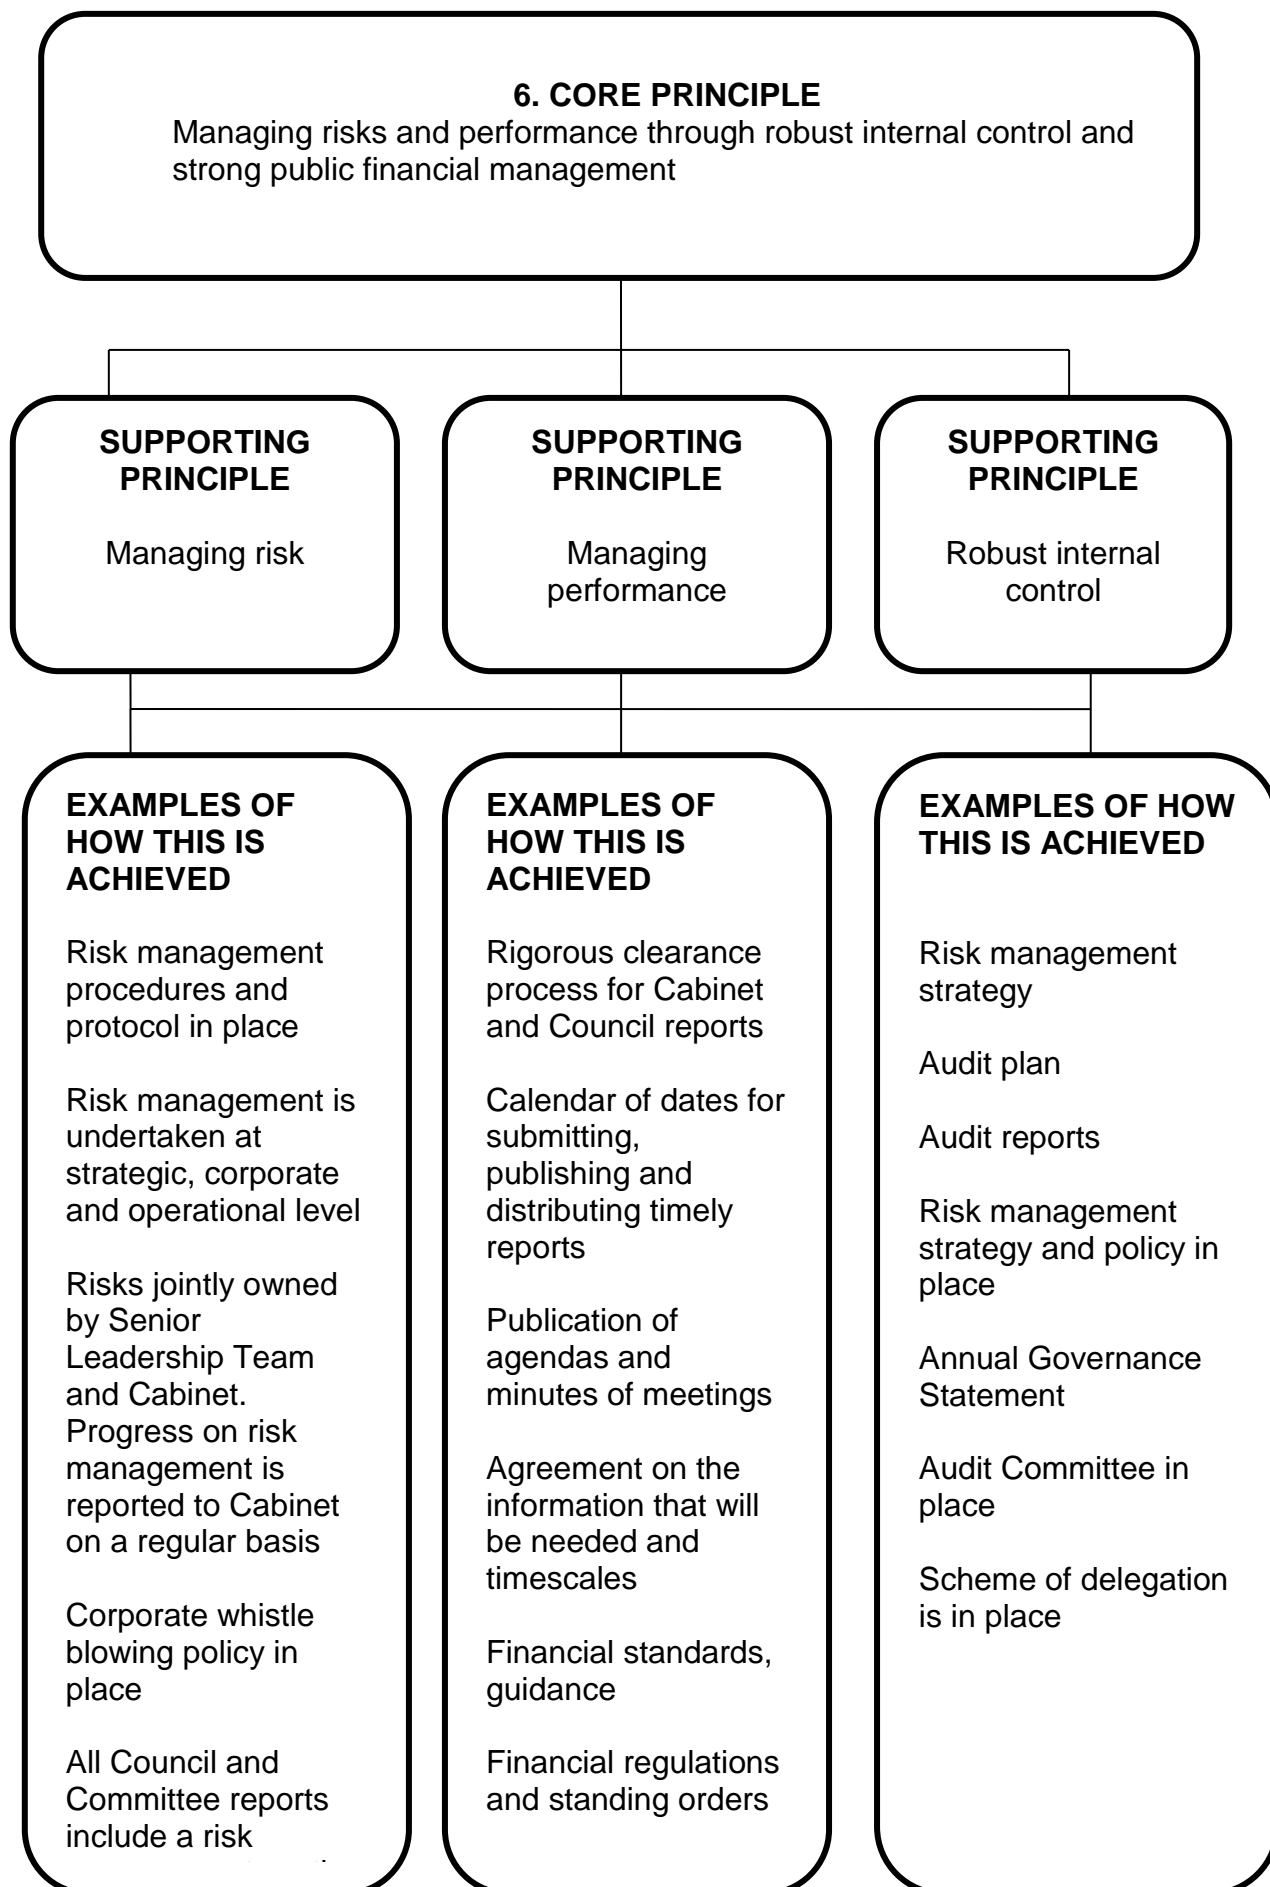 6. CORE PRINCIPLE
Managing risks and performance through robust internal control and
strong public financial management
SUPPORTING
PRINCIPLE
Managing risk
SUPPORTING
PRINCIPLE
Managing
performance
SUPPORTING
PRINCIPLE
Robust internal
control
EXAMPLES OF
HOW THIS IS
ACHIEVED
Risk management
procedures and
protocol in place
Risk management is
undertaken at
strategic, corporate
and operational level
Risks jointly owned
by Senior
Leadership Team
and Cabinet.
Progress on risk
management is
reported to Cabinet
on a regular basis
Corporate whistle
blowing policy in
place
All Council and
Committee reports
include a risk
EXAMPLES OF
HOW THIS IS
ACHIEVED
Rigorous clearance
process for Cabinet
and Council reports
Calendar of dates for
submitting,
publishing and
distributing timely
reports
Publication of
agendas and
minutes of meetings
Agreement on the
information that will
be needed and
timescales
Financial standards,
guidance
Financial regulations
and standing orders
EXAMPLES OF HOW
THIS IS ACHIEVED
Risk management
strategy
Audit plan
Audit reports
Risk management
strategy and policy in
place
Annual Governance
Statement
Audit Committee in
place
Scheme of delegation
is in place